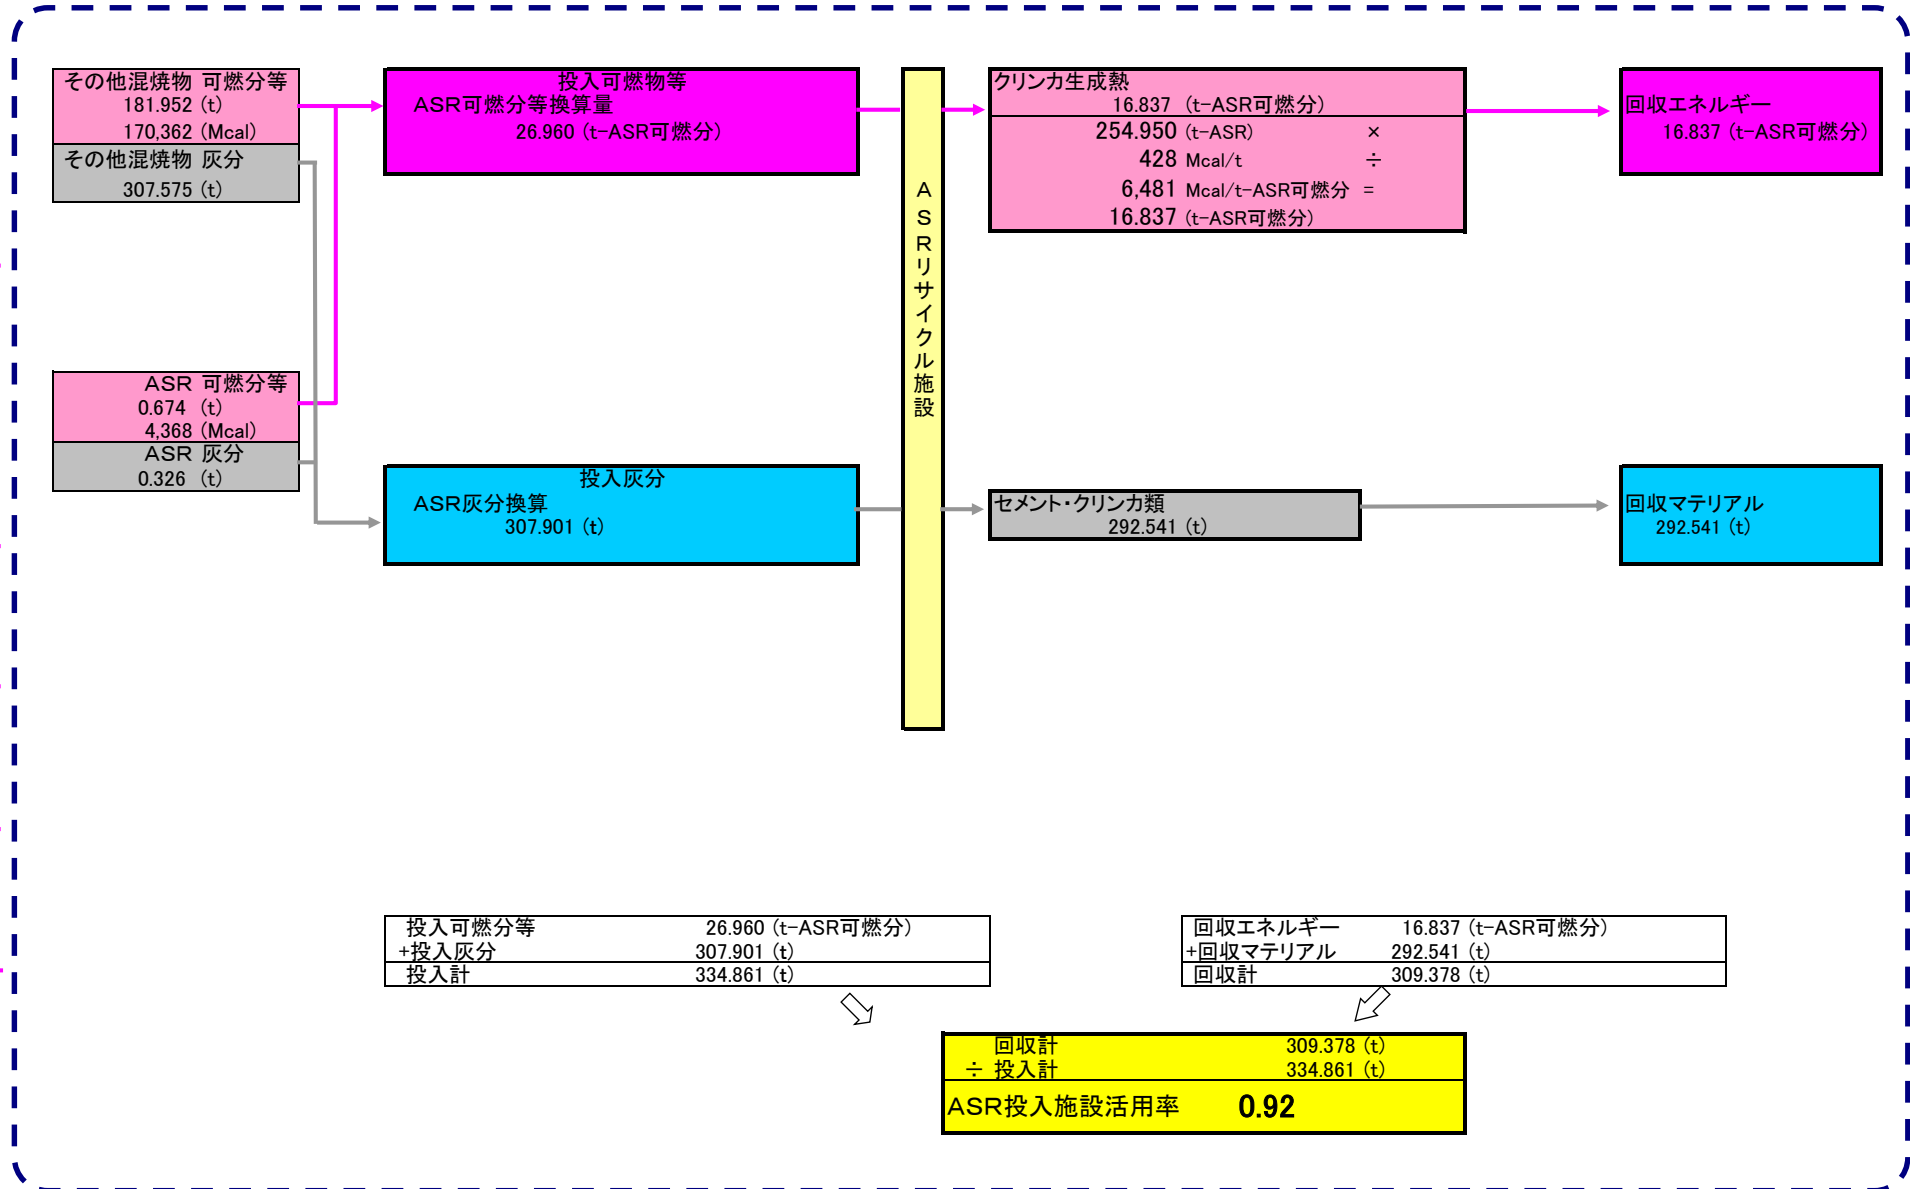 その他混焼物 可燃分等
181.952 (t)
170,362 (Mcal)
その他混焼物 灰分
307.575 (t)
ASR 可燃分等
0.674 (t)
4,368 (Mcal)
ASR 灰分
0.326 (t)
投入可燃物等
ASR可燃分等換算量
26.960 (t-ASR可燃分)
投入灰分
ASR灰分換算
307.901 (t)
ASRリサイクル施設
クリンカ生成熱
16.837 (t-ASR可燃分)
254.950 (t-ASR) ×
428 Mcal/t ÷
6,481 Mcal/t-ASR可燃分 =
16.837 (t-ASR可燃分)
セメント・クリンカ類
292.541 (t)
回収エネルギー
16.837 (t-ASR可燃分)
回収マテリアル
292.541 (t)
投入可燃分等 26.960 (t-ASR可燃分)
+投入灰分 307.901 (t)
投入計 334.861 (t)
回収エネルギー 16.837 (t-ASR可燃分)
+回収マテリアル 292.541 (t)
回収計 309.378 (t)
回収計 309.378 (t)
÷ 投入計 334.861 (t)
ASR投入施設活用率 0.92